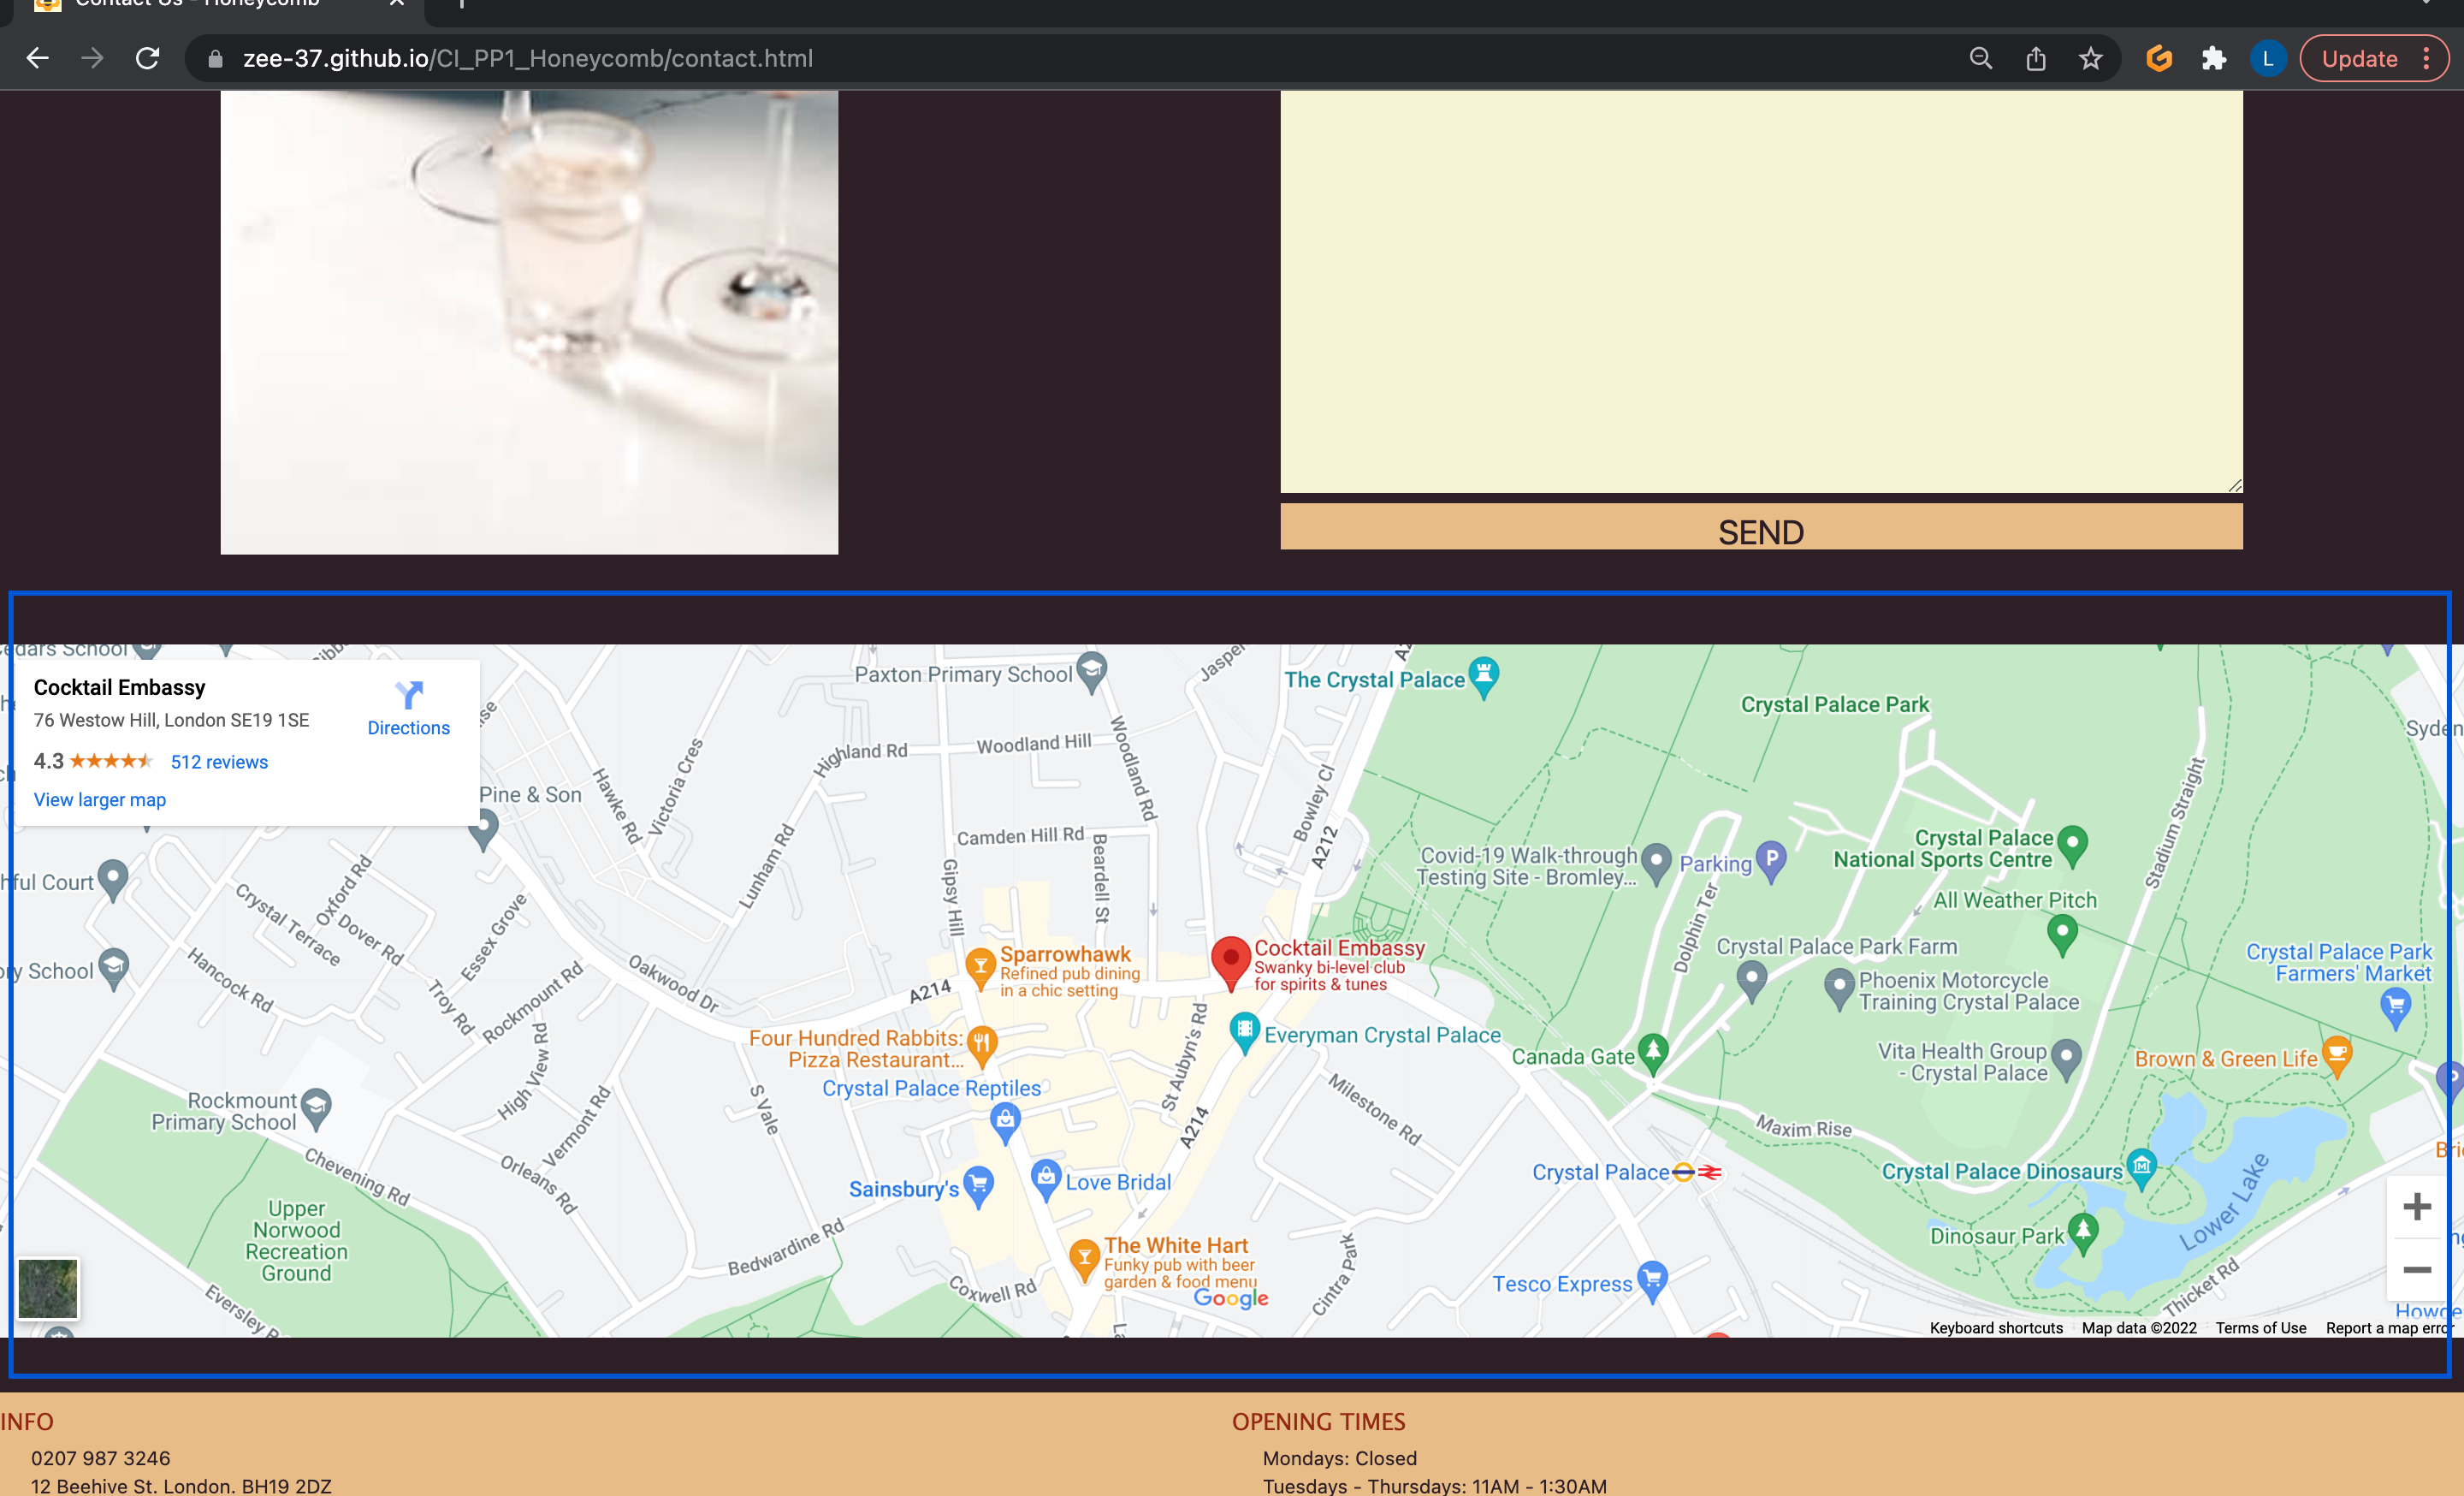 Contact Us - Honeycomb
zee-37.github.io/CI_PP1_Honeycomb/contact.html
L
Update
SEND
Cocktail Embassy
76 Westow Hill, London SE19 1SE
4.3
512 reviews
View larger map
Directions
Paxton Primary School
Jasper
The Crystal Palace
Crystal Palace Park
Woodland Hill
Highland Rd
Woodland Rd
Victoria Cres
Hawke Rd
Pine & Son
Lunham Rd
Camden Hill Rd
Beardell St
Gipsy Hill
Bowley Cl
A212
Covid-19 Walk-through
Testing Site - Bromley...
Parking
P
Dolphin Ter
Crystal Palace
National Sports Centre
All Weather Pitch
Stadium Straight
Crystal Palace Park Farm
Phoenix Motorcycle
Training Crystal Palace
Crystal Palace Park
Farmers' Market
Vita Health Group
- Crystal Palace
Brown & Green Life
Canada Gate
Maxim Rise
Crystal Palace Dinosaurs
Dinosaur Park
Lower Lake
Thicket Rd
Crystal Palace
Tesco Express
Milestone Rd
Cintra Park
Cocktail Embassy
Swanky bi-level club
for spirits & tunes
Everyman Crystal Palace
St Aubyn's Rd
A214
Sparrowhawk
Refined pub dining
in a chic setting
A214
Four Hundred Rabbits:
Pizza Restaurant...
Crystal Palace Reptiles
Sainsbury's
Love Bridal
The White Hart
Funky pub with beer
garden & food menu
Google
Coxwell Rd
Bedwardine Rd
S Vale
Oakwood Dr
Oxford Rd
Crystal Terrace
Dover Rd
Essex Grove
Hancock Rd
Troy Rd
Rockmount Rd
High View Rd
Vermont Rd
Orleans Rd
Chevening Rd
Rockmount
Primary School
Upper
Norwood
Recreation
Ground
Keyboard shortcuts
Map data ©2022
Terms of Use
Report a map error
INFO
0207 987 3246
12 Beehive St. London. BH19 2DZ
OPENING TIMES
Mondays: Closed
Tuesdays - Thursdays: 11AM - 1:30AM